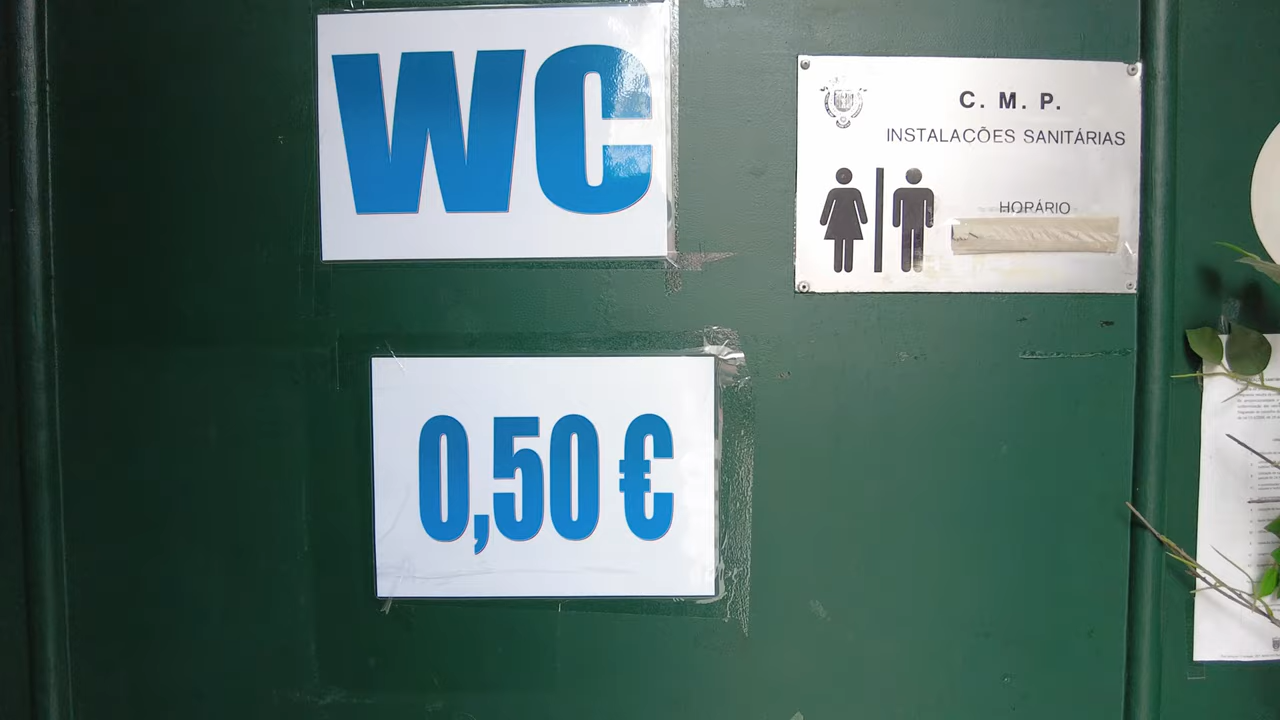 WC
C. M. P.
INSTALAÇÕES SANITÁRIAS
HORÁRIO
0,50 €